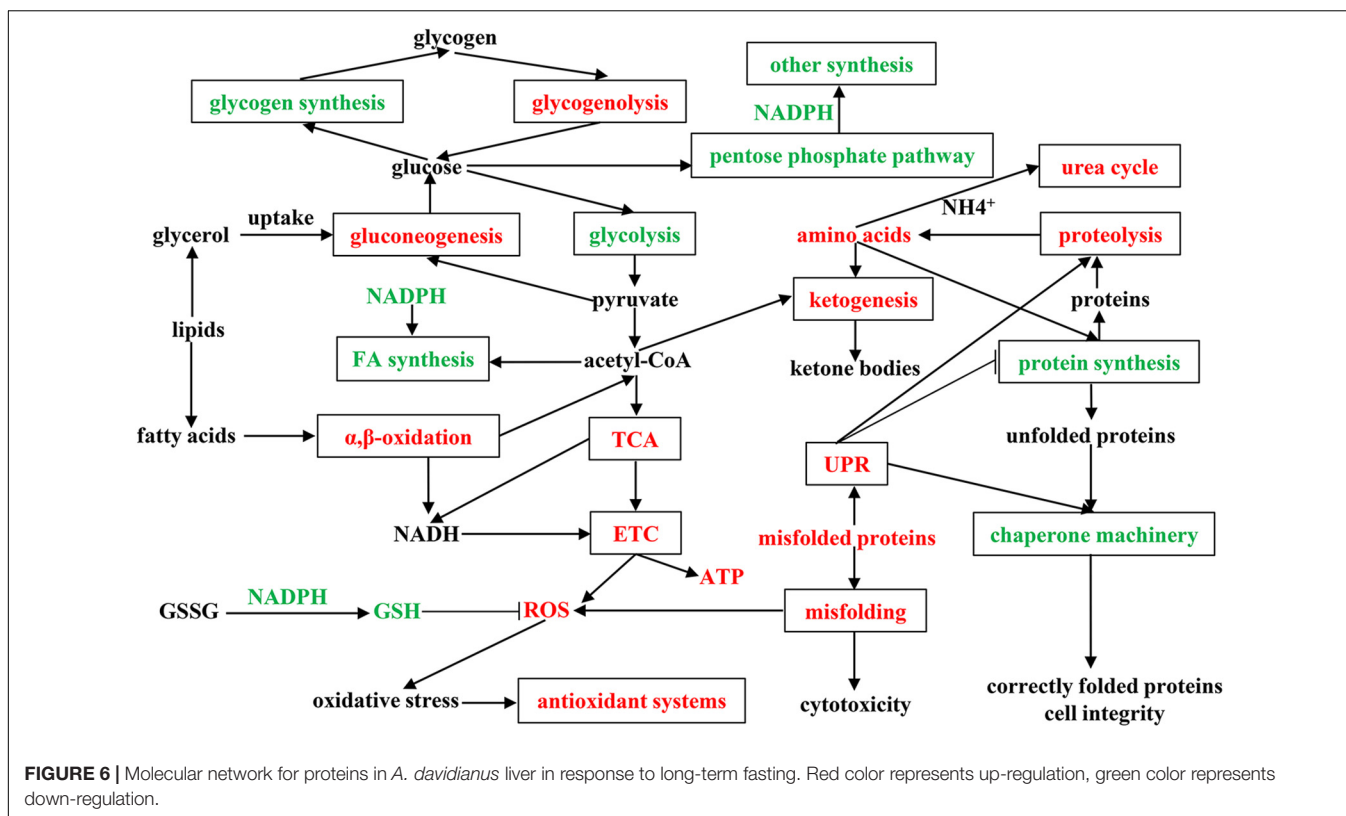 glycogen
other synthesis
glycogen synthesis
glycogenolysis
NADPH
pentose phosphate pathway
urea cycle
glucose
NH4⁺
uptake
glycerol
gluconeogenesis
glycolysis
amino acids
proteolysis
NADPH
pyruvate
ketogenesis
proteins
lipids
FA synthesis
acetyl-CoA
ketone bodies
protein synthesis
fatty acids
α,β-oxidation
TCA
unfolded proteins
UPR
NADH
ETC
misfolded proteins
chaperone machinery
ATP
GSSG
NADPH
GSH
ROS
misfolding
oxidative stress
antioxidant systems
cytotoxicity
correctly folded proteins
cell integrity
FIGURE 6 | Molecular network for proteins in A. davidianus liver in response to long-term fasting. Red color represents up-regulation, green color represents
down-regulation.